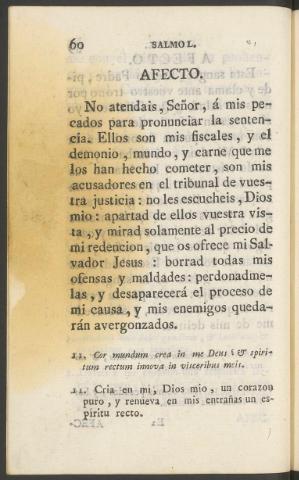 60 SALMO L.
AFECTO.
No atendais, Señor, á mis pe-
cados para pronunciar la senten-
cia. Ellos son mis fiscales, y el
demonio, mundo, y carne que me
los han hecho cometer, son mis
acusadores en el tribunal de vues-
tra justicia: no les escucheis, Dios
mio: apartad de ellos vuestra vis-
ta, y mirad solamente al precio de
mi redencion, que os ofrece mi Sal-
vador Jesus: borrad todas mis
ofensas y maldades: perdonadme-
las, y desaparecerá el proceso de
mi causa, y mis enemigos queda-
rán avergonzados.
11. Cor mundum crea in me Deus: & spiri-
tum rectum innova in visceribus meis.
11. Cria en mi, Dios mio, un corazon
puro, y renueva en mis entrañas un es-
píritu recto.
AFEC-